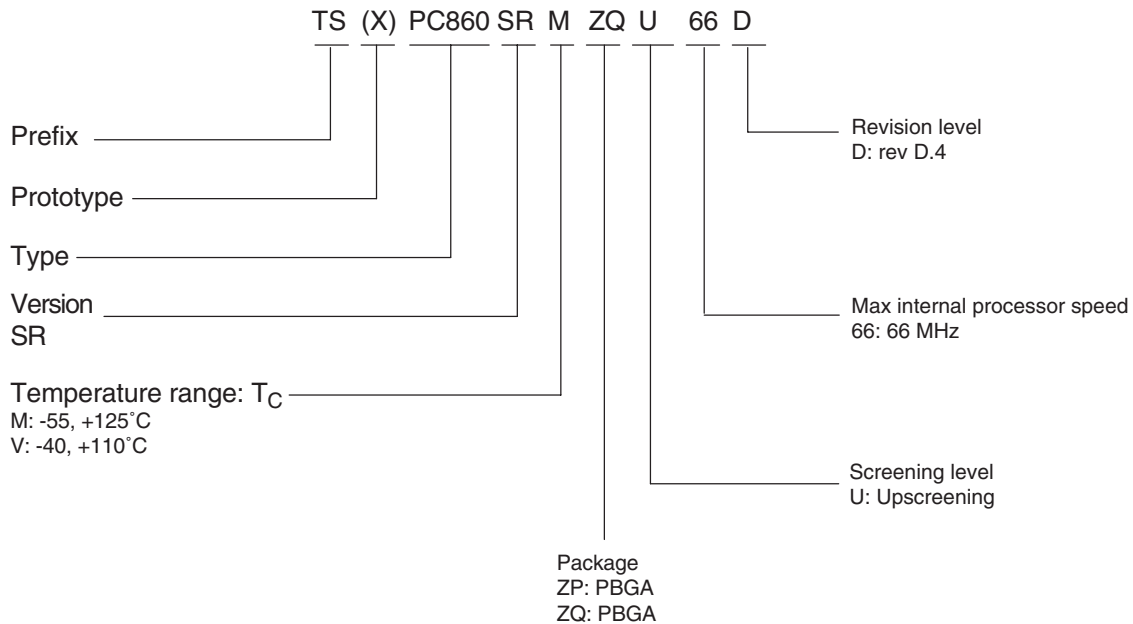 TS (X) PC860 SR M ZQ U 66 D
Prefix
Prototype
Type
Version
SR
Temperature range: TC
M: -55, +125˚C
V: -40, +110˚C
Revision level
D: rev D.4
Max internal processor speed
66: 66 MHz
Screening level
U: Upscreening
Package
ZP: PBGA
ZQ: PBGA